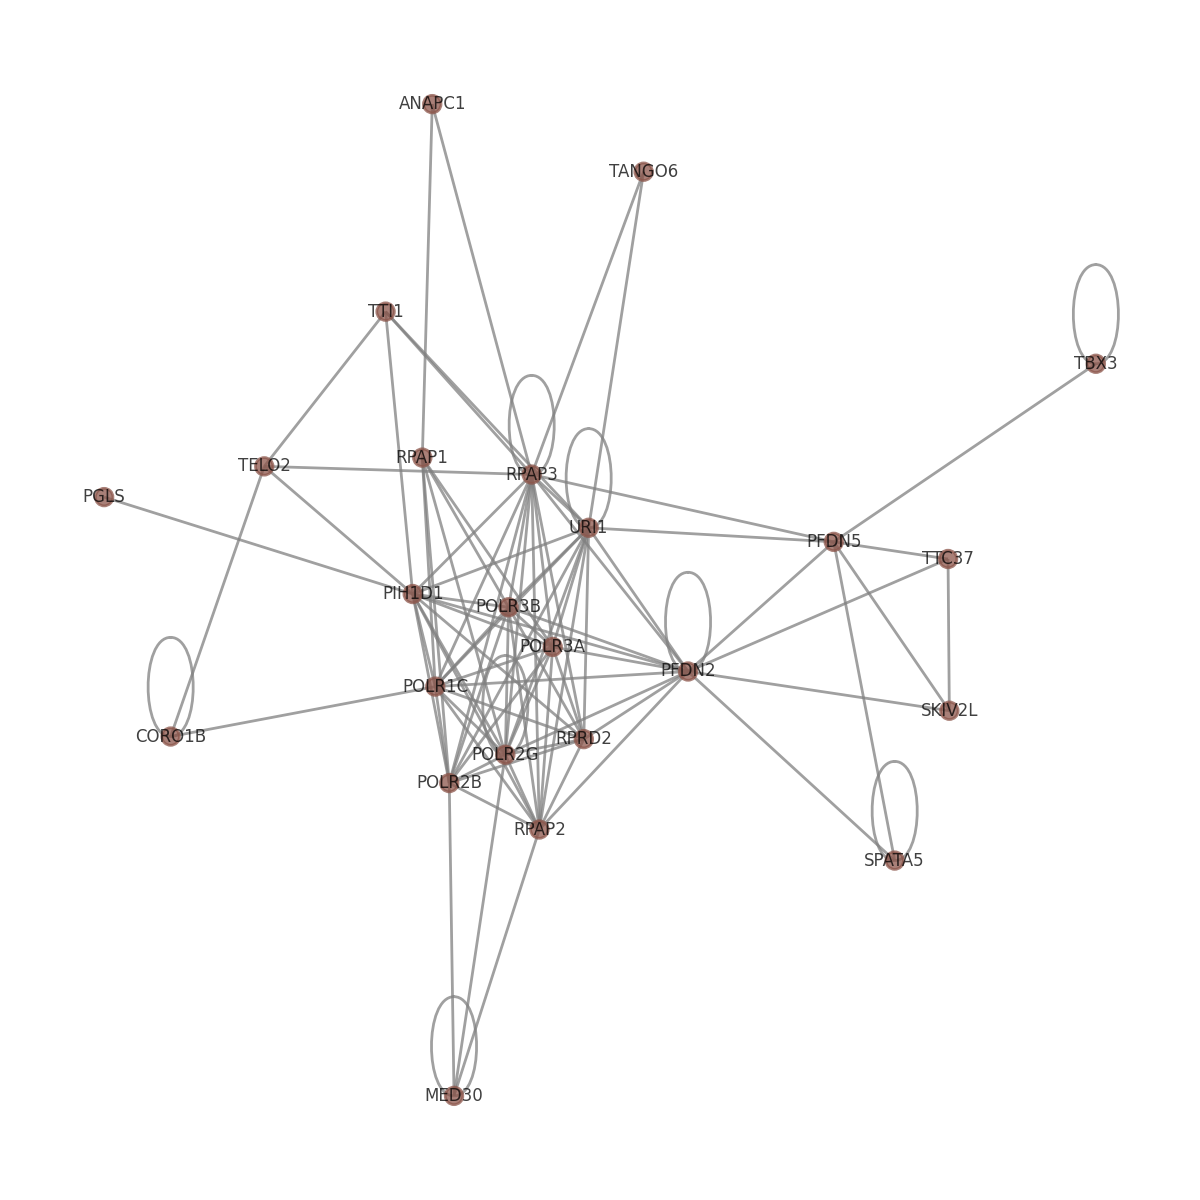 ANAPC1
TANGO6
TTI1
TBX3
RPAP1
TELO2
RPAP3
PGLS
URI1
PFDN5
TTC37
PIH1D1
POLR3B
POLR3A
PFDN2
POLR1C
SKIV2L
CORO1B
RPRD2
POLR2G
POLR2B
RPAP2
SPATA5
MED30